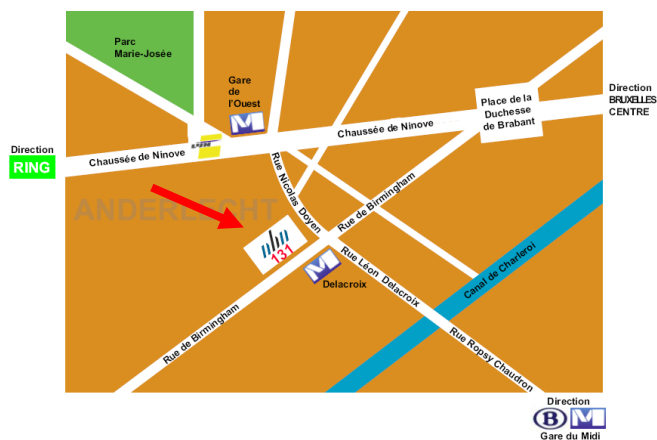 Parc
Marie-Josée
Gare
de
l'Ouest
M
Direction
BRUXELLES
CENTRE
Place de la
Duchesse
de Brabant
Chaussée de Ninove
Direction
RING
Chaussée de Ninove
Rue Nicolas Doyen
Rue de Birmingham
ANDERLECHT
131
M
Delacroix
Rue Léon Delacroix
Canal de Charleroi
Rue de Birmingham
Rue Ropsy Chaudron
Direction
B M
Gare du Midi